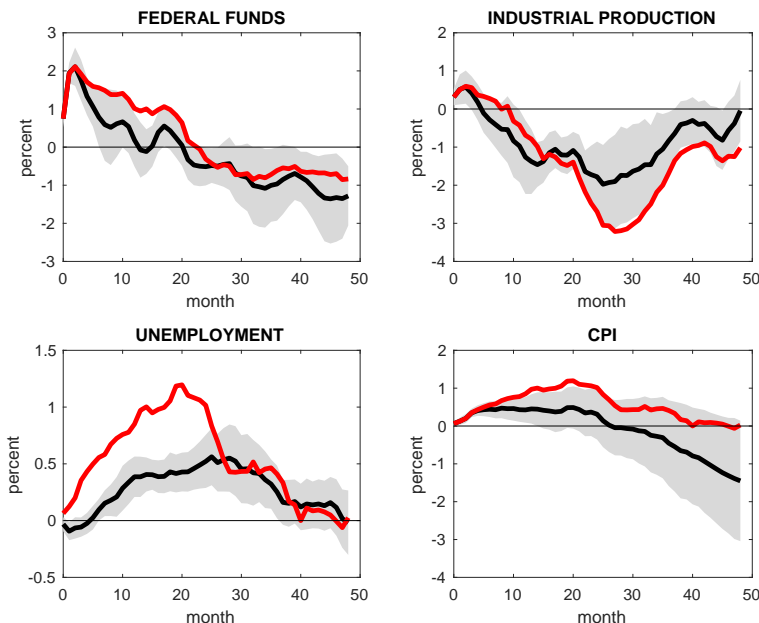 FEDERAL FUNDS
3
2
1
0
-1
-2
-3
percent
0 10 20 30 40 50
month
INDUSTRIAL PRODUCTION
2
1
0
-1
-2
-3
-4
percent
0 10 20 30 40 50
month
UNEMPLOYMENT
1.5
1
0.5
0
-0.5
percent
0 10 20 30 40 50
month
CPI
2
1
0
-1
-2
-3
-4
percent
0 10 20 30 40 50
month